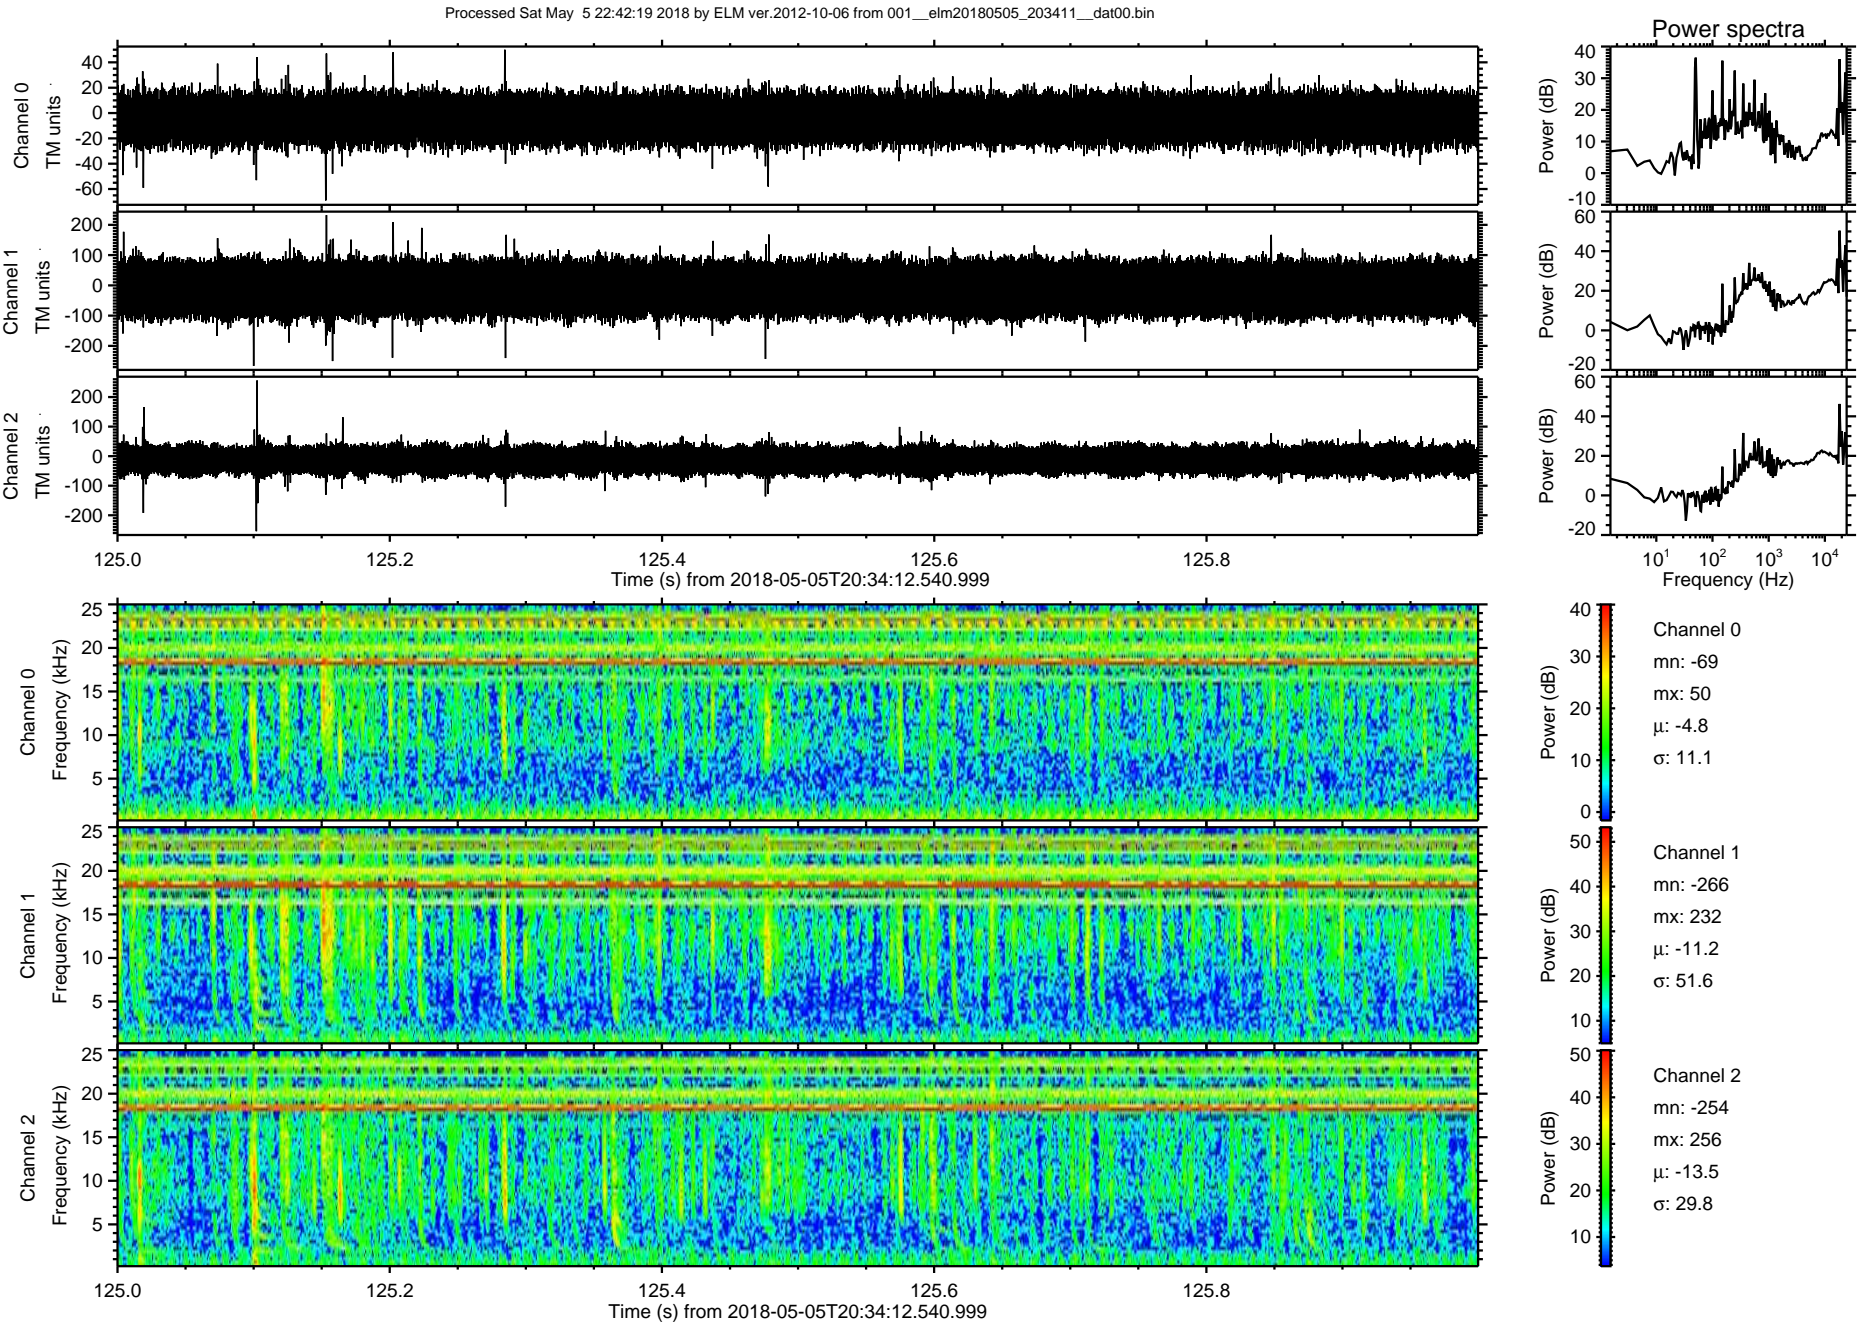 Processed Sat May  5 22:42:19 2018 by ELM ver.2012-10-06 from 001__elm20180505_203411__dat00.bin
Power spectra
Channel 0
TM units
40
20
0
-20
-40
-60
Power (dB)
40
30
20
10
0
-10
Channel 1
TM units
200
100
0
-100
-200
Power (dB)
60
40
20
0
-20
Channel 2
TM units
200
100
0
-100
-200
Power (dB)
60
40
20
0
-20
125.0 125.2 125.4 125.6 125.8
Time (s) from 2018-05-05T20:34:12.540.999
10^1 10^2 10^3 10^4
Frequency (Hz)
Channel 0
Frequency (kHz)
25
20
15
10
5
Power (dB)
40
30
20
10
0
Channel 0
mn: -69
mx: 50
μ: -4.8
σ: 11.1
Channel 1
Frequency (kHz)
25
20
15
10
5
Power (dB)
50
40
30
20
10
Channel 1
mn: -266
mx: 232
μ: -11.2
σ: 51.6
Channel 2
Frequency (kHz)
25
20
15
10
5
Power (dB)
50
40
30
20
10
Channel 2
mn: -254
mx: 256
μ: -13.5
σ: 29.8
125.0 125.2 125.4 125.6 125.8
Time (s) from 2018-05-05T20:34:12.540.999